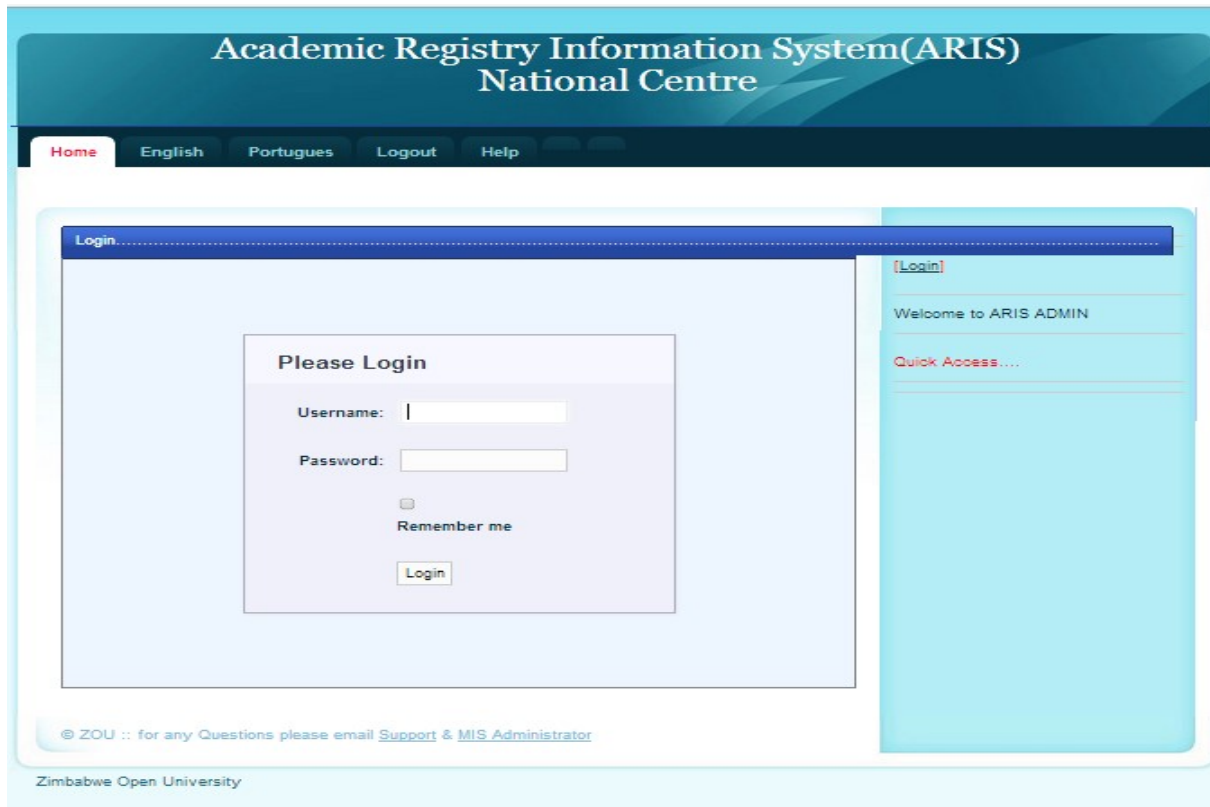 Academic Registry Information System(ARIS)
National Centre
Home English Portugues Logout Help
Login
[Login]
Welcome to ARIS ADMIN
Quick Access....
Please Login
Username:
Password:
Remember me
Login
© ZOU :: for any Questions please email Support & MIS Administrator
Zimbabwe Open University